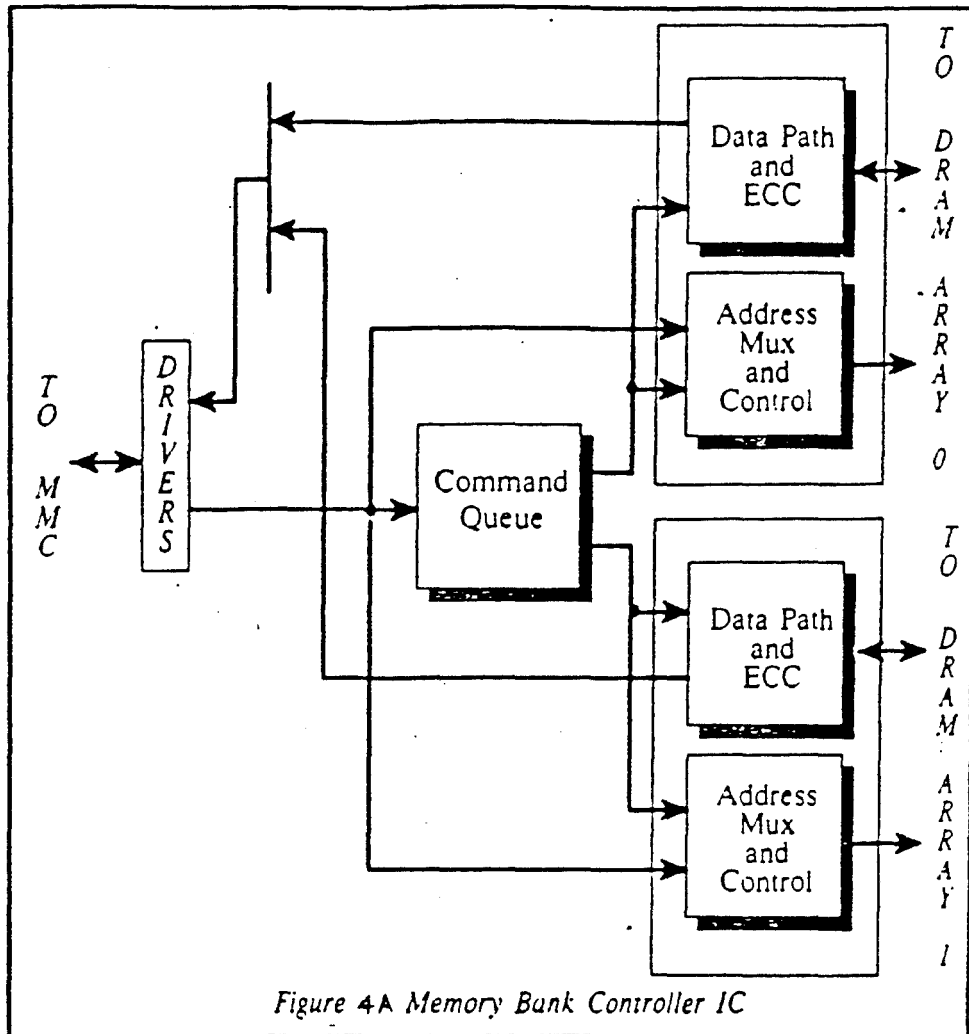 Data Path
and
ECC
Address
Mux
and
Control
TO DRAM ARRAY 0
DRIVERS
TO MMC
Command
Queue
Data Path
and
ECC
Address
Mux
and
Control
TO DRAM ARRAY 1
Figure 4A Memory Bank Controller IC